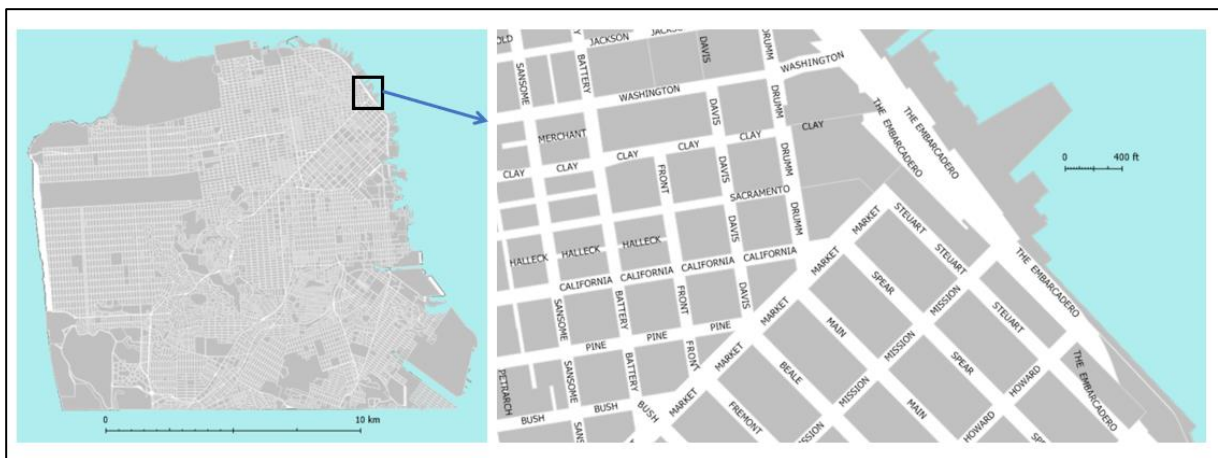 JACKSON
DAVIS
DRUMM
SANSOME
BATTERY
WASHINGTON
WASHINGTON
DAVIS
DRUMM
THE EMBARCADERO
THE EMBARCADERO
MERCHANT
CLAY
CLAY
CLAY
CLAY
CLAY
CLAY
CLAY
FRONT
DAVIS
DRUMM
0 400 ft
SACRAMENTO
DRUMM
MARKET
STEUART
HALLECK
HALLECK
HALLECK
DAVIS
CALIFORNIA
CALIFORNIA
CALIFORNIA
CALIFORNIA
MARKET
SPEAR
STEUART
THE EMBARCADERO
SANSOME
BATTERY
FRONT
DAVIS
MARKET
MAIN
MISSION
STEUART
PINE
PINE
PINE
FRONT
MARKET
BEALE
MISSION
SPEAR
HOWARD
THE EMBARCADERO
PETRARCH
SANSOME
BATTERY
BUSH
BUSH
BUSH
MARKET
FREMONT
MISSION
MAIN
HOWARD
0 10 km